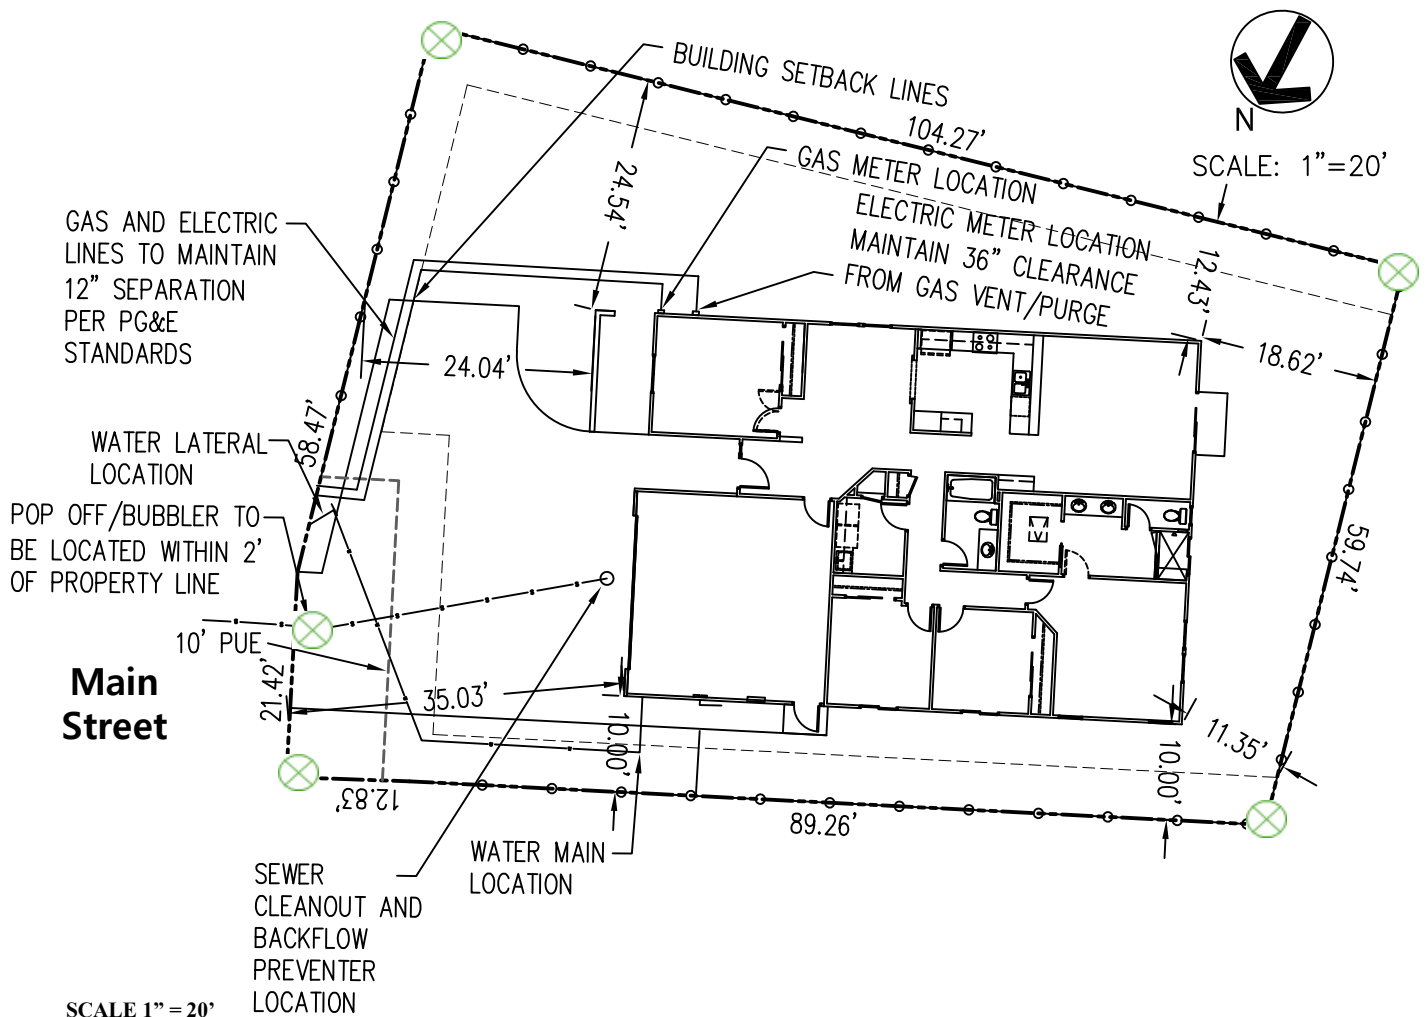 BUILDING SETBACK LINES
104.27'
N
SCALE: 1"=20'
24.54'
GAS METER LOCATION
ELECTRIC METER LOCATION
MAINTAIN 36" CLEARANCE
FROM GAS VENT/PURGE
12.43'
18.62'
GAS AND ELECTRIC
LINES TO MAINTAIN
12" SEPARATION
PER PG&E
STANDARDS
24.04'
58.47'
WATER LATERAL
LOCATION
POP OFF/BUBBLER TO
BE LOCATED WITHIN 2'
OF PROPERTY LINE
10' PUE
Main
Street
21.42'
35.03'
10.00'
12.83'
59.74'
11.35'
10.00'
89.26'
WATER MAIN
LOCATION
SEWER
CLEANOUT AND
BACKFLOW
PREVENTER
LOCATION
SCALE 1” = 20’